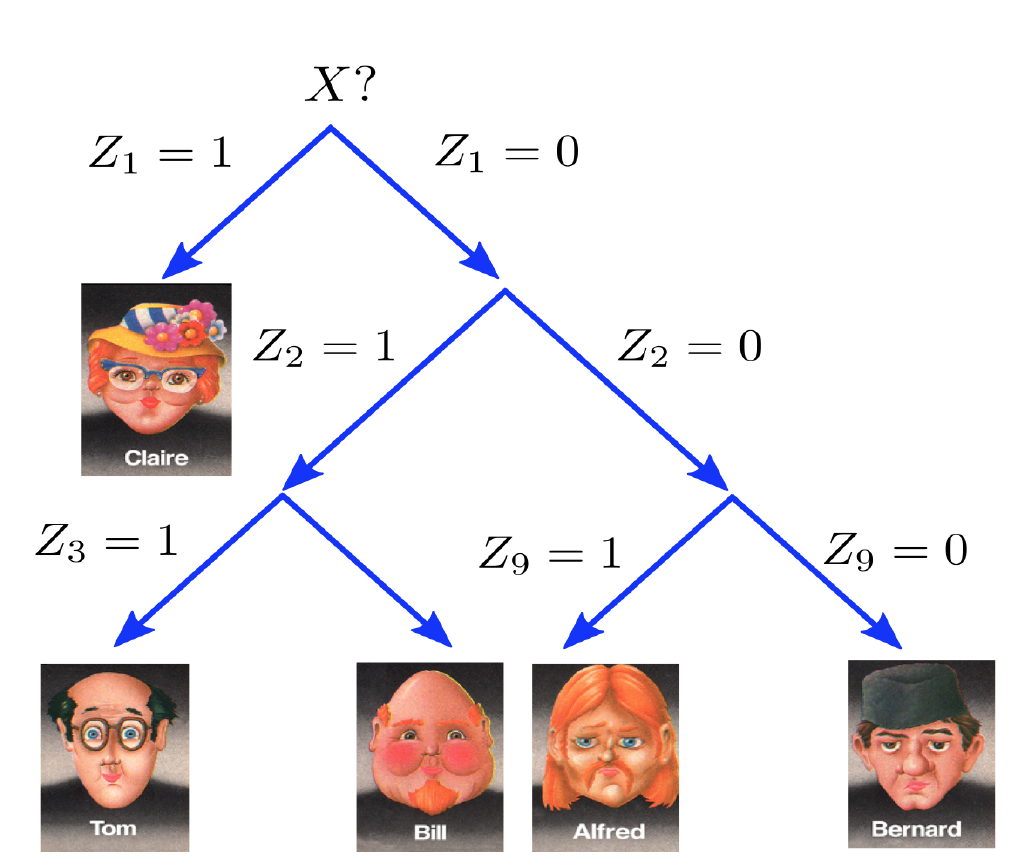 X?
Z₁ = 1
Z₁ = 0
Z₂ = 1
Z₂ = 0
Claire
Z₃ = 1
Z₉ = 1
Z₉ = 0
Tom
Bill
Alfred
Bernard